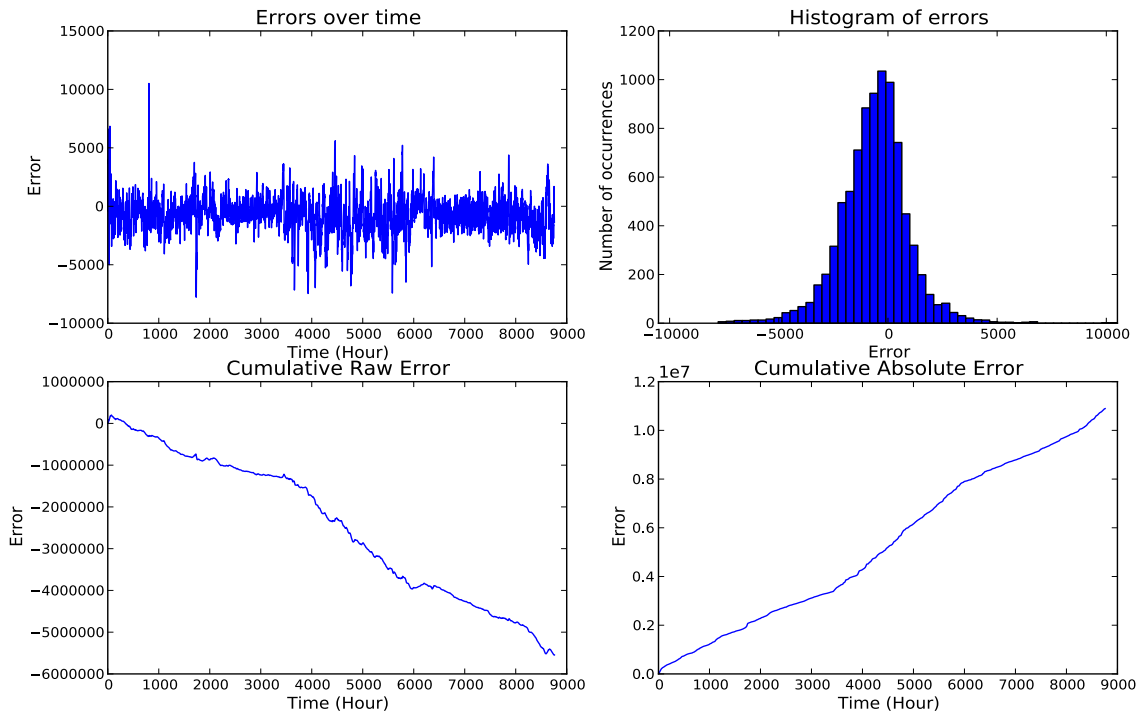 Errors over time
15000
10000
5000
0
−5000
−10000
Error
0 1000 2000 3000 4000 5000 6000 7000 8000 9000
Time (Hour)
Histogram of errors
1200
1000
800
600
400
200
0
Number of occurrences
−10000 −5000 0 5000 10000
Error
Cumulative Raw Error
1000000
0
−1000000
−2000000
−3000000
−4000000
−5000000
−6000000
Error
0 1000 2000 3000 4000 5000 6000 7000 8000 9000
Time (Hour)
Cumulative Absolute Error
1e7
1.2
1.0
0.8
0.6
0.4
0.2
0.0
Error
0 1000 2000 3000 4000 5000 6000 7000 8000 9000
Time (Hour)